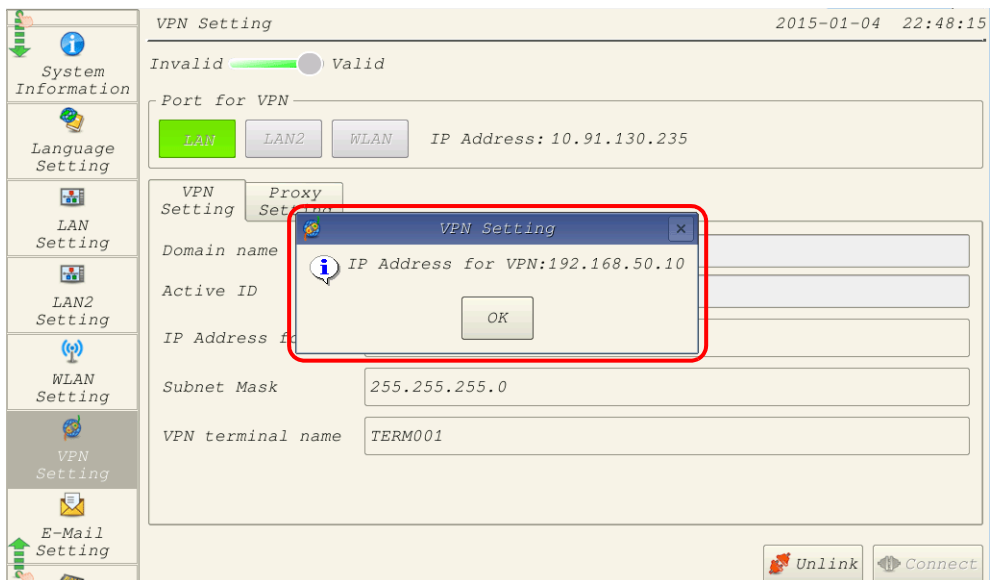 VPN Setting
2015-01-04 22:48:15
System
Information
Language
Setting
LAN
Setting
LAN2
Setting
WLAN
Setting
VPN
Setting
E-Mail
Setting
Invalid
Valid
Port for VPN
LAN
LAN2
WLAN
IP Address: 10.91.130.235
VPN
Setting
Proxy
Setting
VPN Setting
IP Address for VPN:192.168.50.10
OK
Domain name
Active ID
IP Address
Subnet Mask
255.255.255.0
VPN terminal name
TERM001
Unlink
Connect